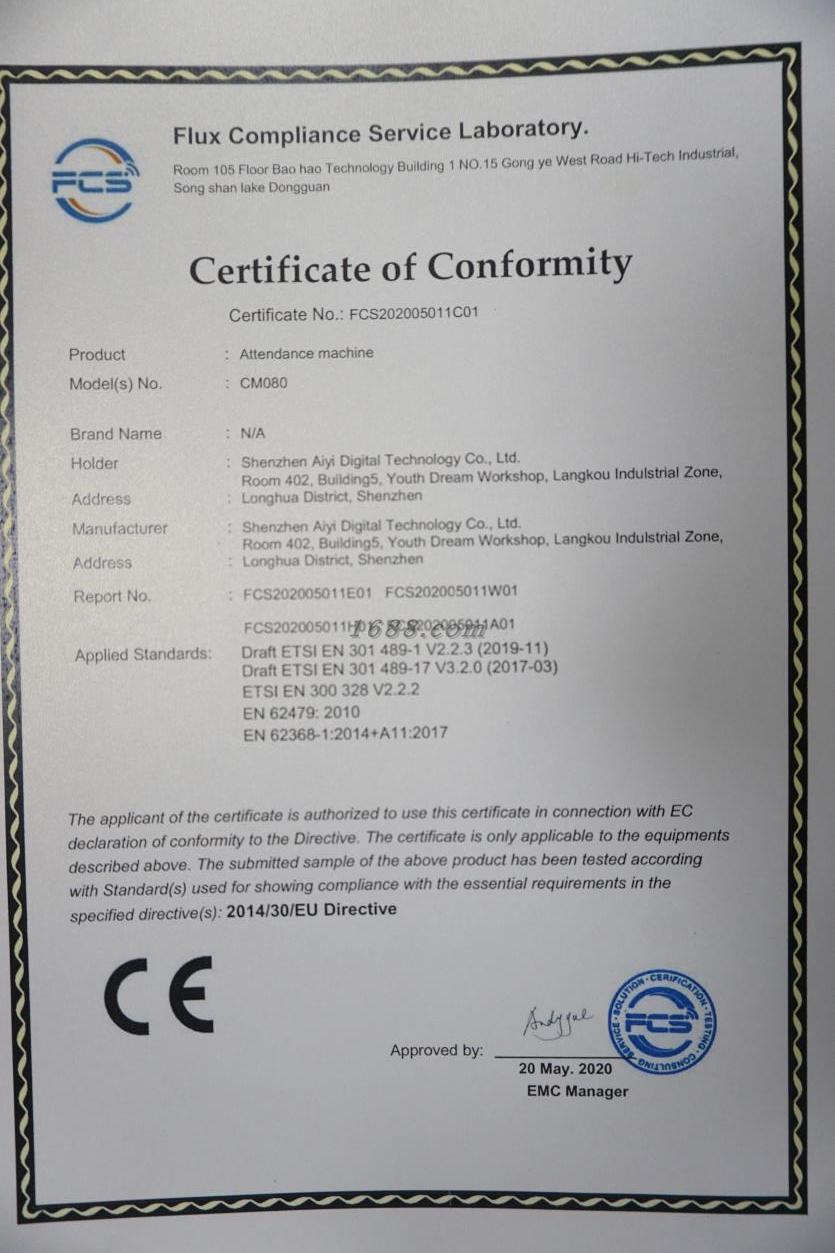 Flux Compliance Service Laboratory.
FCS
Room 105 Floor Bao hao Technology Building 1 NO.15 Gong ye West Road Hi-Tech Industrial,
Song shan lake Dongguan
Certificate of Conformity
Certificate No.: FCS202005011C01
Product : Attendance machine
Model(s) No. : CM080
Brand Name : N/A
Holder : Shenzhen Aiyi Digital Technology Co., Ltd.
Room 402, Building5, Youth Dream Workshop, Langkou Indulstrial Zone,
Address : Longhua District, Shenzhen
Manufacturer : Shenzhen Aiyi Digital Technology Co., Ltd.
Room 402, Building5, Youth Dream Workshop, Langkou Indulstrial Zone,
Address : Longhua District, Shenzhen
Report No. : FCS202005011E01 FCS202005011W01
FCS202005011H01 FCS202005011A01
1688.com
Applied Standards: Draft ETSI EN 301 489-1 V2.2.3 (2019-11)
Draft ETSI EN 301 489-17 V3.2.0 (2017-03)
ETSI EN 300 328 V2.2.2
EN 62479: 2010
EN 62368-1:2014+A11:2017
The applicant of the certificate is authorized to use this certificate in connection with EC
declaration of conformity to the Directive. The certificate is only applicable to the equipments
described above. The submitted sample of the above product has been tested according
with Standard(s) used for showing compliance with the essential requirements in the
specified directive(s): 2014/30/EU Directive
CE
SOLUTION·CERIFICATION·TESTING·CONSULTING·SERVICE·
FCS
Approved by:
20 May. 2020
EMC Manager